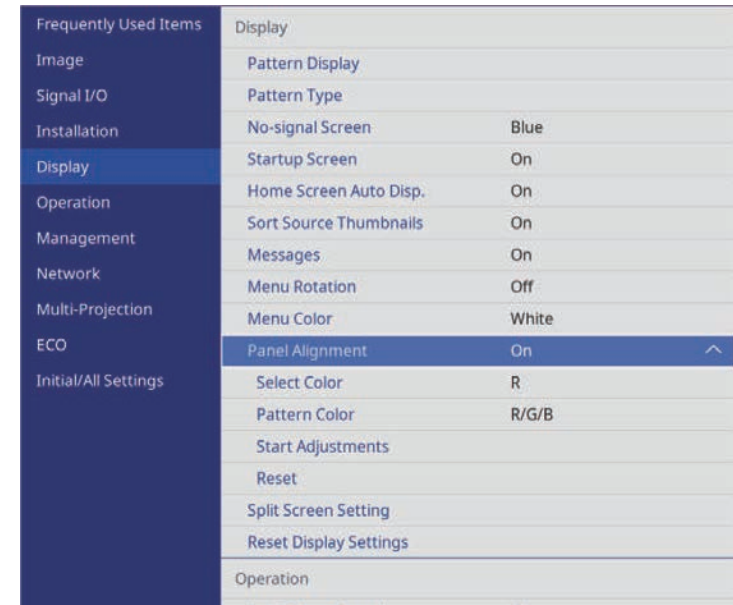 Frequently Used Items
Image
Signal I/O
Installation
Display
Operation
Management
Network
Multi-Projection
ECO
Initial/All Settings
Display
Pattern Display
Pattern Type
No-signal Screen Blue
Startup Screen On
Home Screen Auto Disp. On
Sort Source Thumbnails On
Messages On
Menu Rotation Off
Menu Color White
Panel Alignment On
Select Color R
Pattern Color R/G/B
Start Adjustments
Reset
Split Screen Setting
Reset Display Settings
Operation